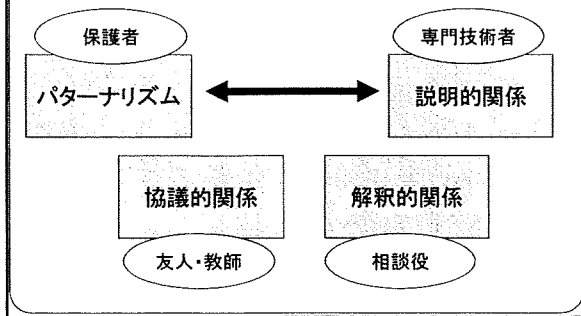 保護者
専門技術者
パターナリズム
説明的関係
協議的関係
解釈的関係
友人・教師
相談役